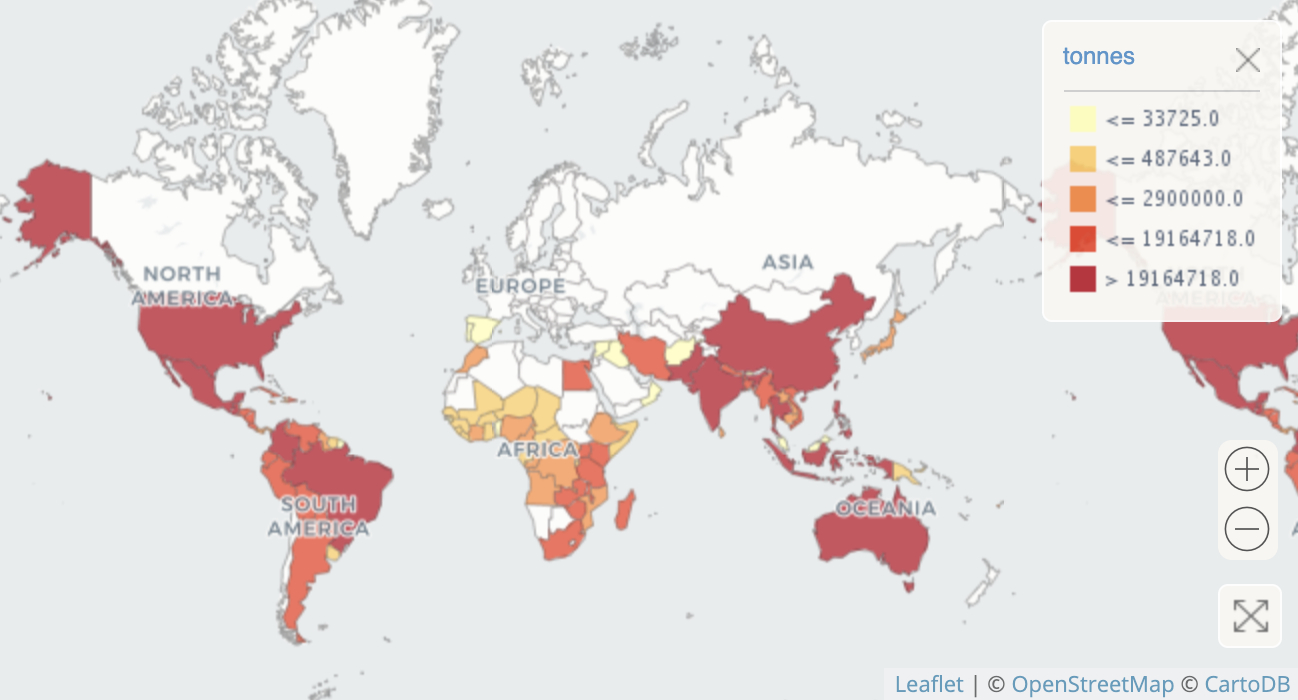 tonnes
<= 33725.0
<= 487643.0
<= 2900000.0
<= 19164718.0
> 19164718.0
NORTH
AMERICA
EUROPE
ASIA
AFRICA
SOUTH
AMERICA
OCEANIA
AMERICA
Leaflet | © OpenStreetMap © CartoDB